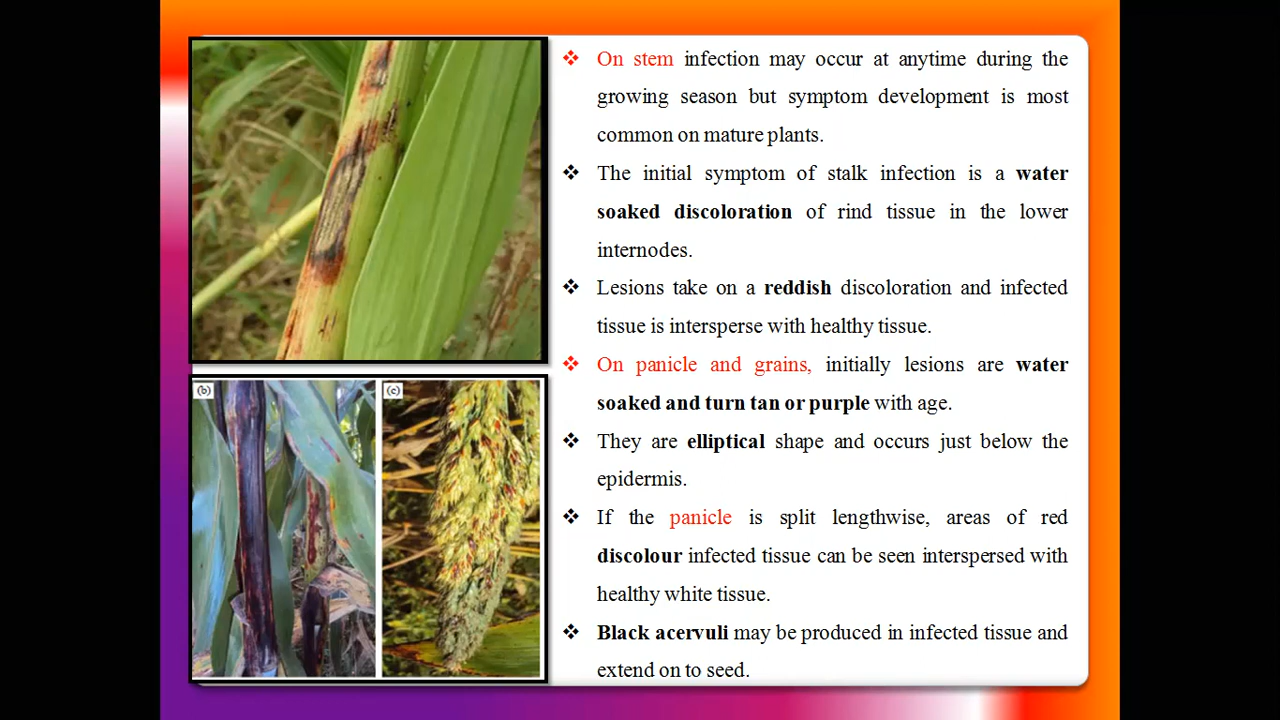 On stem infection may occur at anytime during the
growing season but symptom development is most
common on mature plants.
The initial symptom of stalk infection is a water
soaked discoloration of rind tissue in the lower
internodes.
Lesions take on a reddish discoloration and infected
tissue is intersperse with healthy tissue.
On panicle and grains, initially lesions are water
soaked and turn tan or purple with age.
They are elliptical shape and occurs just below the
epidermis.
If the panicle is split lengthwise, areas of red
discolour infected tissue can be seen interspersed with
healthy white tissue.
Black acervuli may be produced in infected tissue and
extend on to seed.
(b)
(c)